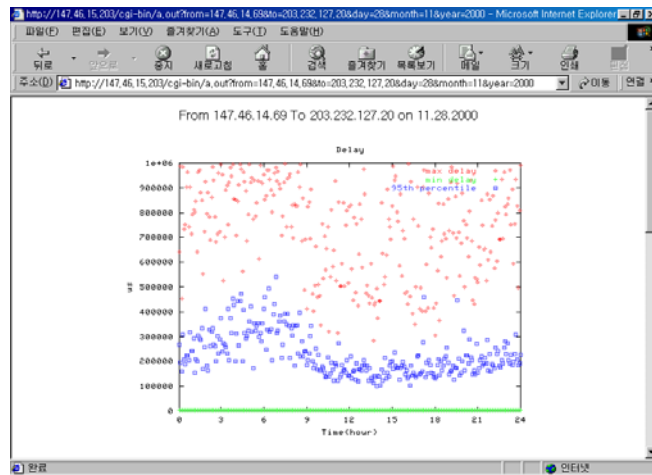 http://147.46.15.203/cgi-bin/a.out?from=147.46.14.69&to=203.232.127.20&day=28&month=11&year=2000 - Microsoft Internet Explorer
파일(F) 편집(E) 보기(V) 즐겨찾기(A) 도구(T) 도움말(H)
뒤로 앞으로 중지 새로고침 홈 검색 즐겨찾기 목록보기 메일 크기 인쇄 편집
주소(D) http://147.46.15.203/cgi-bin/a.out?from=147.46.14.69&to=203.232.127.20&day=28&month=11&year=2000 이동 연결
From 147.46.14.69 To 203.232.127.20 on 11.28.2000
Delay
1e+06
900000
800000
700000
600000
500000
400000
300000
200000
100000
0
us
max delay
min delay
95th percentile
0 3 6 9 12 15 18 21 24
Time(hour)
완료 인터넷